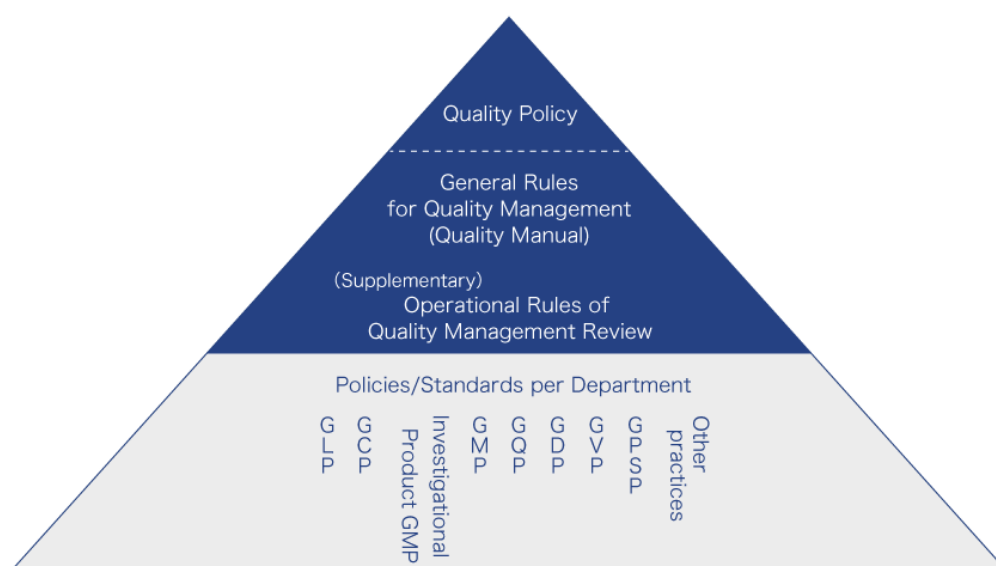 Quality Policy
General Rules
for Quality Management
(Quality Manual)
（Supplementary）
Operational Rules of
Quality Management Review
Policies/Standards per Department
GLP
GCP
Investigational
Product GMP
GMP
GQP
GDP
GVP
GPSP
Other
practices